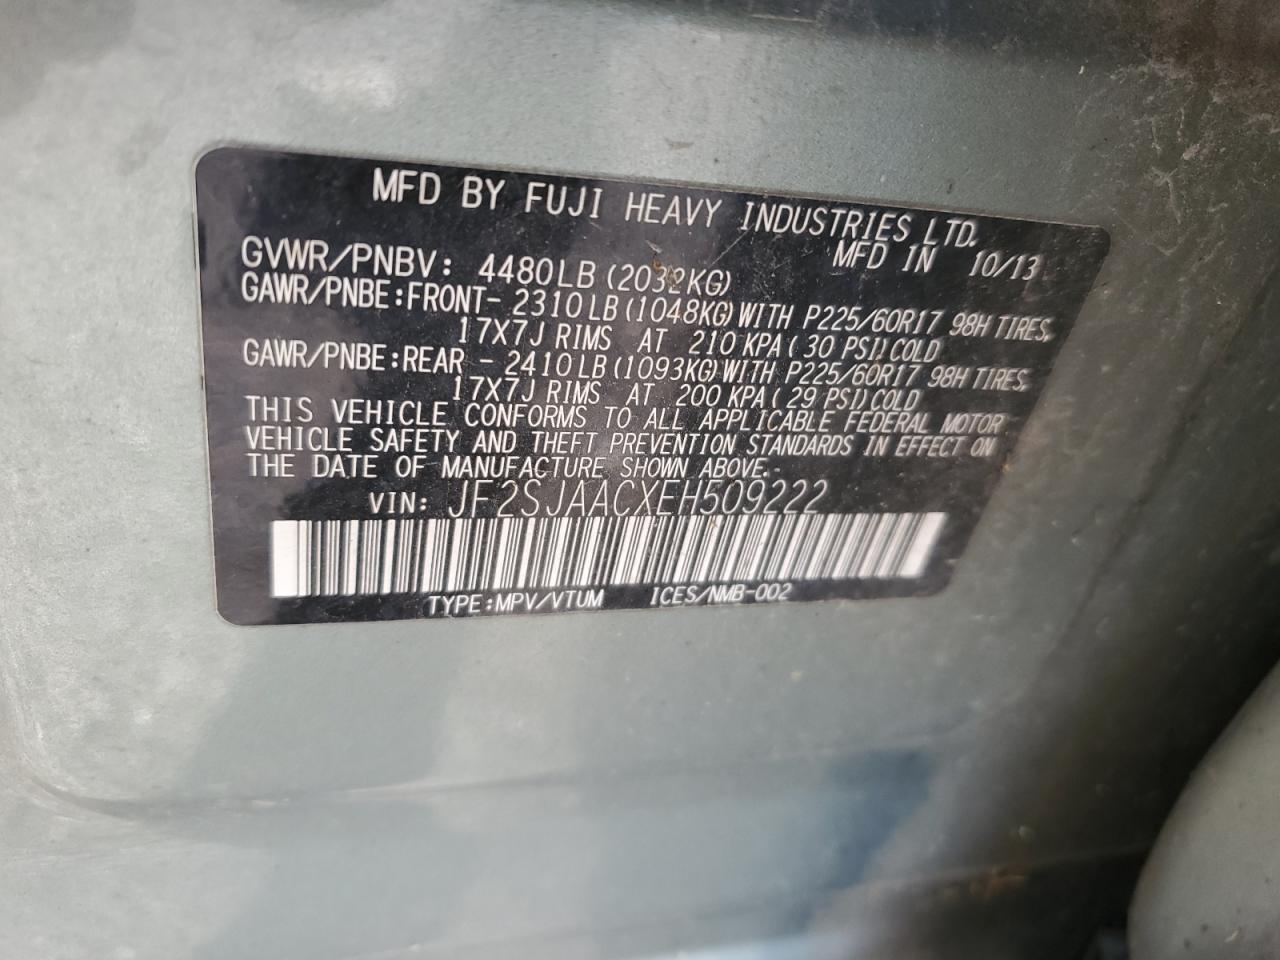 MFD BY FUJI HEAVY INDUSTRIES LTD.
MFD IN 10/13
GVWR/PNBV: 4480LB (2032KG)
GAWR/PNBE:FRONT- 2310LB(1048KG)WITH P225/60R17 98H TIRES,
17X7J RIMS AT 210 KPA( 30 PSI)COLD
GAWR/PNBE:REAR - 2410LB(1093KG)WITH P225/60R17 98H TIRES,
17X7J RIMS AT 200 KPA( 29 PSI)COLD
THIS VEHICLE CONFORMS TO ALL APPLICABLE FEDERAL MOTOR
VEHICLE SAFETY AND THEFT PREVENTION STANDARDS IN EFFECT ON
THE DATE OF MANUFACTURE SHOWN ABOVE.
VIN: JF2SJAACXEH509222
TYPE:MPV/VTUM ICES/NMB-002